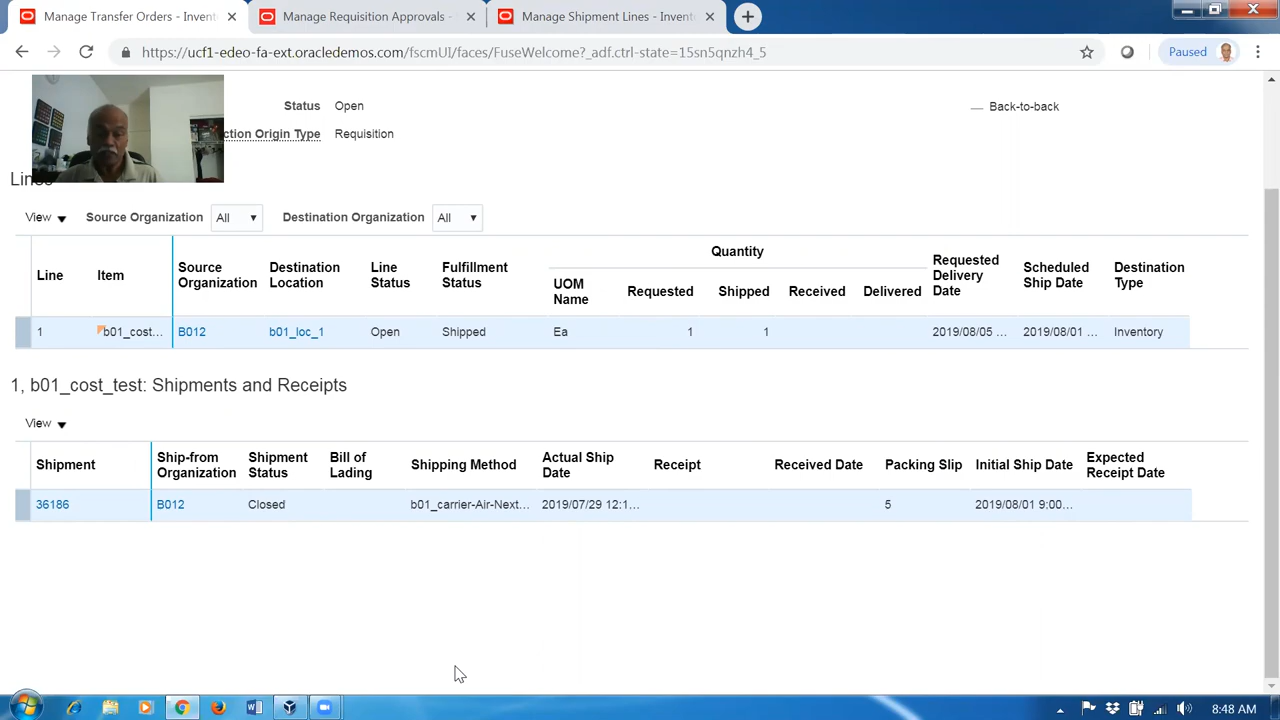 Manage Transfer Orders - Invent
Manage Requisition Approvals -
Manage Shipment Lines - Invent
https://ucf1-edeo-fa-ext.oracledemos.com/fscmUI/faces/FuseWelcome?_adf.ctrl-state=15sn5qnzh4_5
Paused
Status Open
Back-to-back
ction Origin Type Requisition
Lines
View Source Organization All Destination Organization All
Line Item Source Organization Destination Location Line Status Fulfillment Status Quantity UOM Name Requested Shipped Received Delivered Requested Delivery Date Scheduled Ship Date Destination Type
1 b01_cost... B012 b01_loc_1 Open Shipped Ea 1 1 2019/08/05 ... 2019/08/01 ... Inventory
1, b01_cost_test: Shipments and Receipts
View
Shipment Ship-from Organization Shipment Status Bill of Lading Shipping Method Actual Ship Date Receipt Received Date Packing Slip Initial Ship Date Expected Receipt Date
36186 B012 Closed b01_carrier-Air-Next... 2019/07/29 12:1... 5 2019/08/01 9:00...
8:48 AM